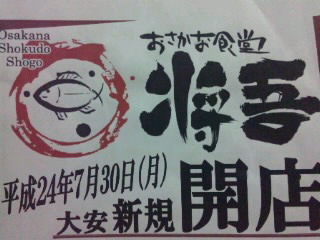 Osakana
Shokudo
Shogo
おさかな食堂
将吾
平成24年7月30日(月)
大安 新規 開店